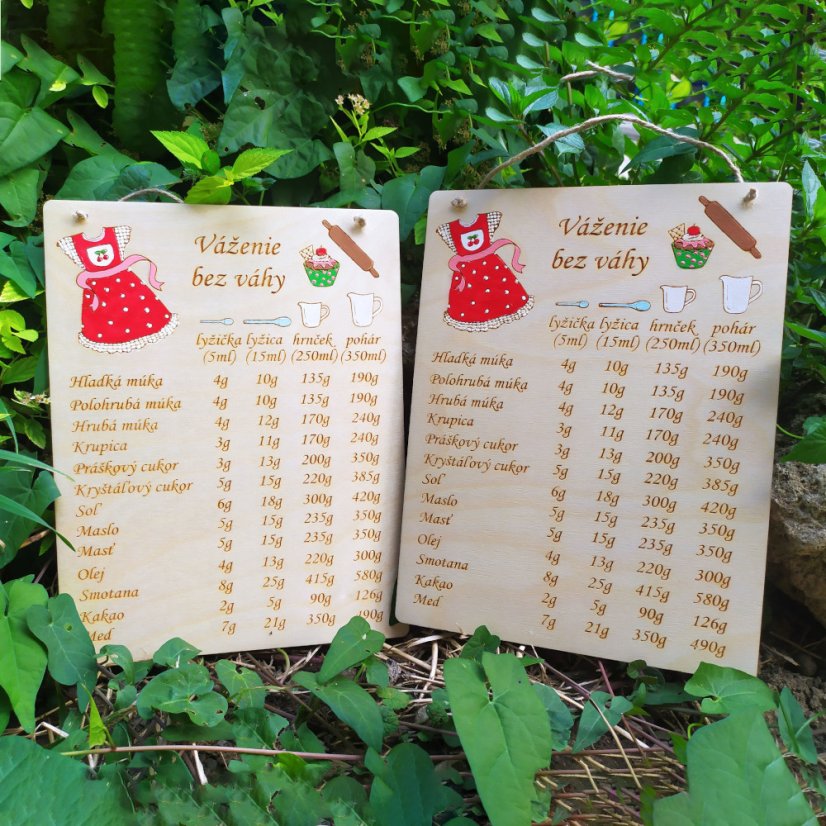 Váženie
bez váhy
lyžička lyžica hrnček pohár
(5ml) (15ml) (250ml) (350ml)
Hladká múka 4g 10g 135g 190g
Polohrubá múka 4g 10g 135g 190g
Hrubá múka 4g 12g 170g 240g
Krupica 3g 11g 170g 240g
Práškový cukor 3g 13g 200g 350g
Kryštáľový cukor 5g 15g 220g 385g
Soľ 6g 18g 300g 420g
Maslo 5g 15g 235g 350g
Masť 5g 15g 235g 350g
Olej 4g 13g 220g 300g
Smotana 8g 25g 415g 580g
Kakao 2g 5g 90g 126g
Med 7g 21g 350g 490g
Váženie
bez váhy
lyžička lyžica hrnček pohár
(5ml) (15ml) (250ml) (350ml)
Hladká múka 4g 10g 135g 190g
Polohrubá múka 4g 10g 135g 190g
Hrubá múka 4g 12g 170g 240g
Krupica 3g 11g 170g 240g
Práškový cukor 3g 13g 200g 350g
Kryštáľový cukor 5g 15g 220g 385g
Soľ 6g 18g 300g 420g
Maslo 5g 15g 235g 350g
Masť 5g 15g 235g 350g
Olej 4g 13g 220g 300g
Smotana 8g 25g 415g 580g
Kakao 2g 5g 90g 126g
Med 7g 21g 350g 490g